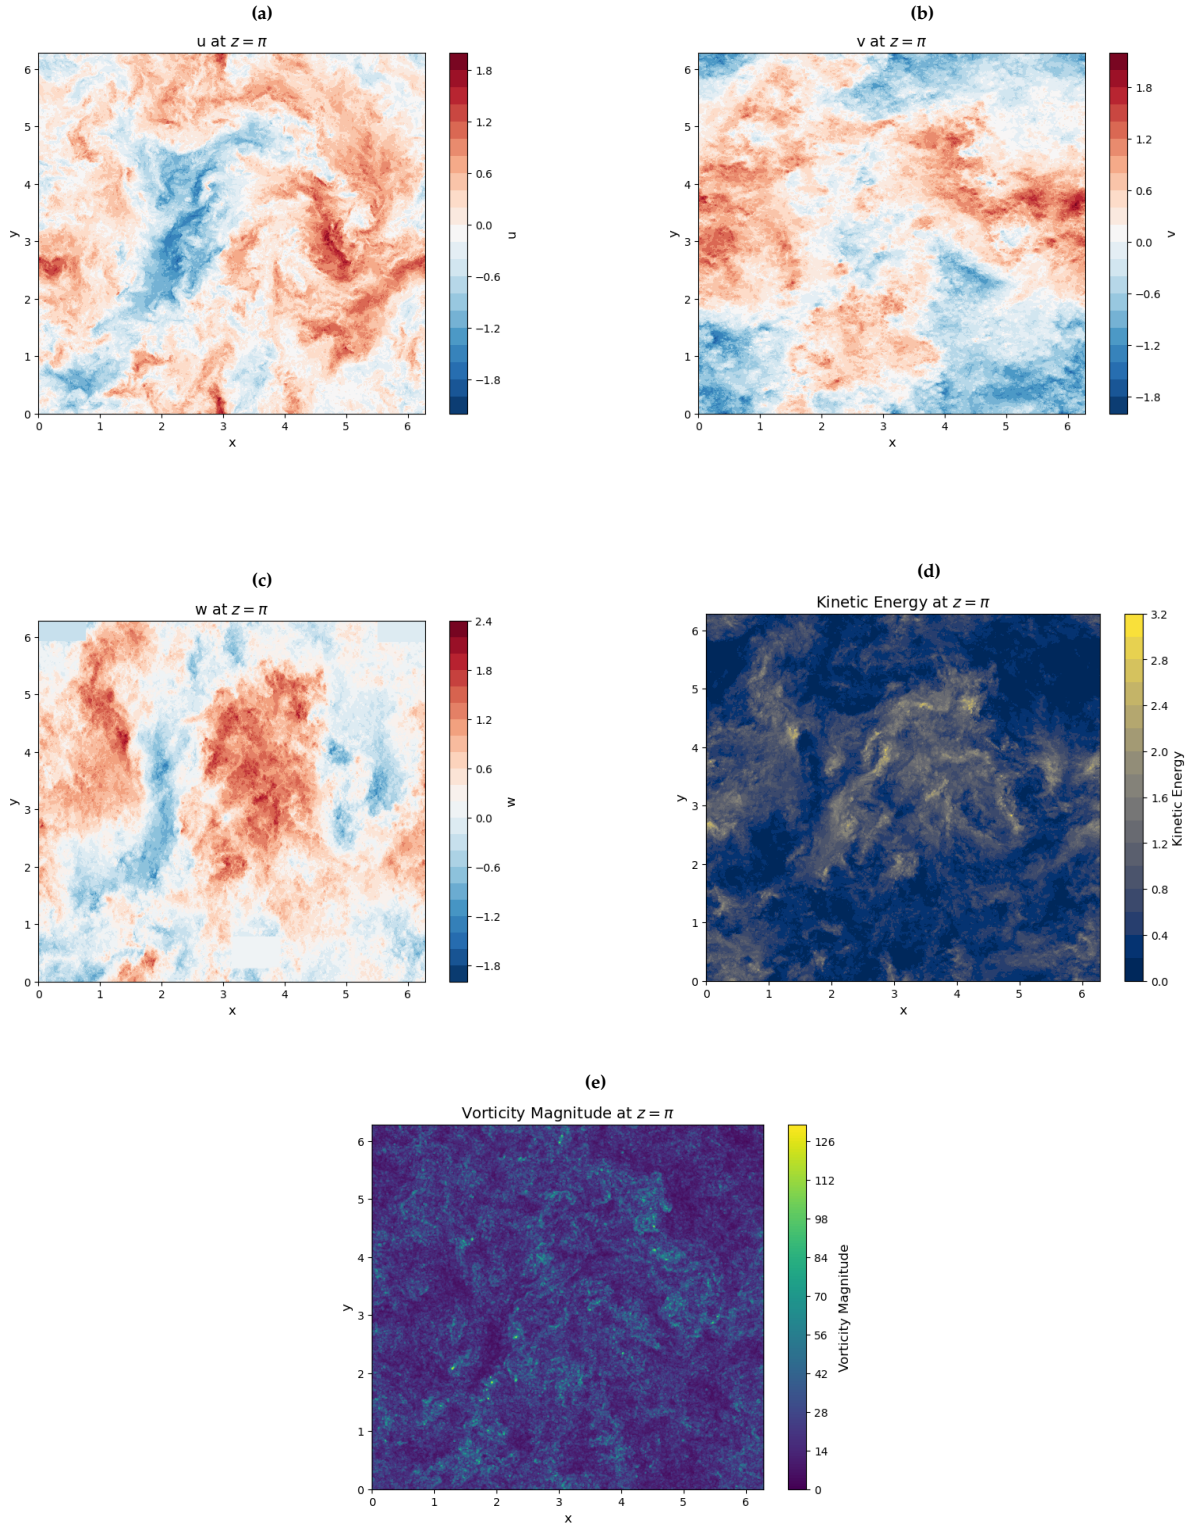 (a)
u at z = π
6
5
4
3
2
1
0
y
0 1 2 3 4 5 6
x
1.8
1.2
0.6
0.0
−0.6
−1.2
−1.8
u
(b)
v at z = π
6
5
4
3
2
1
0
y
0 1 2 3 4 5 6
x
1.8
1.2
0.6
0.0
−0.6
−1.2
−1.8
v
(c)
w at z = π
6
5
4
3
2
1
0
y
0 1 2 3 4 5 6
x
2.4
1.8
1.2
0.6
0.0
−0.6
−1.2
−1.8
w
(d)
Kinetic Energy at z = π
6
5
4
3
2
1
0
y
0 1 2 3 4 5 6
x
3.2
2.8
2.4
2.0
1.6
1.2
0.8
0.4
0.0
Kinetic Energy
(e)
Vorticity Magnitude at z = π
6
5
4
3
2
1
0
y
0 1 2 3 4 5 6
x
126
112
98
84
70
56
42
28
14
0
Vorticity Magnitude